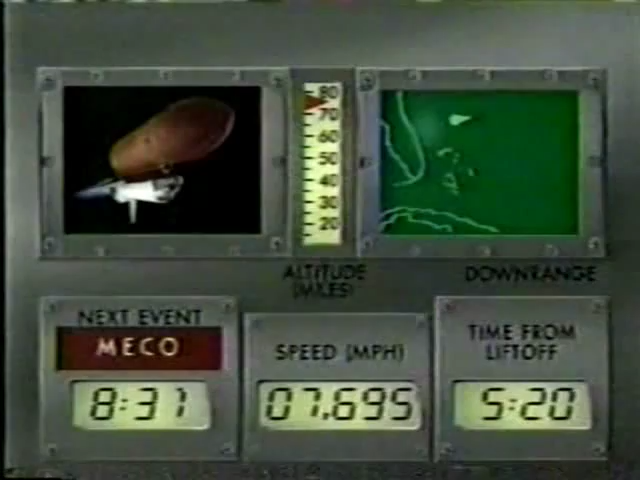 80
70
60
50
40
30
20
ALTITUDE
(MILES)
DOWNRANGE
NEXT EVENT
MECO
8:31
SPEED (MPH)
07,695
TIME FROM
LIFTOFF
5:20